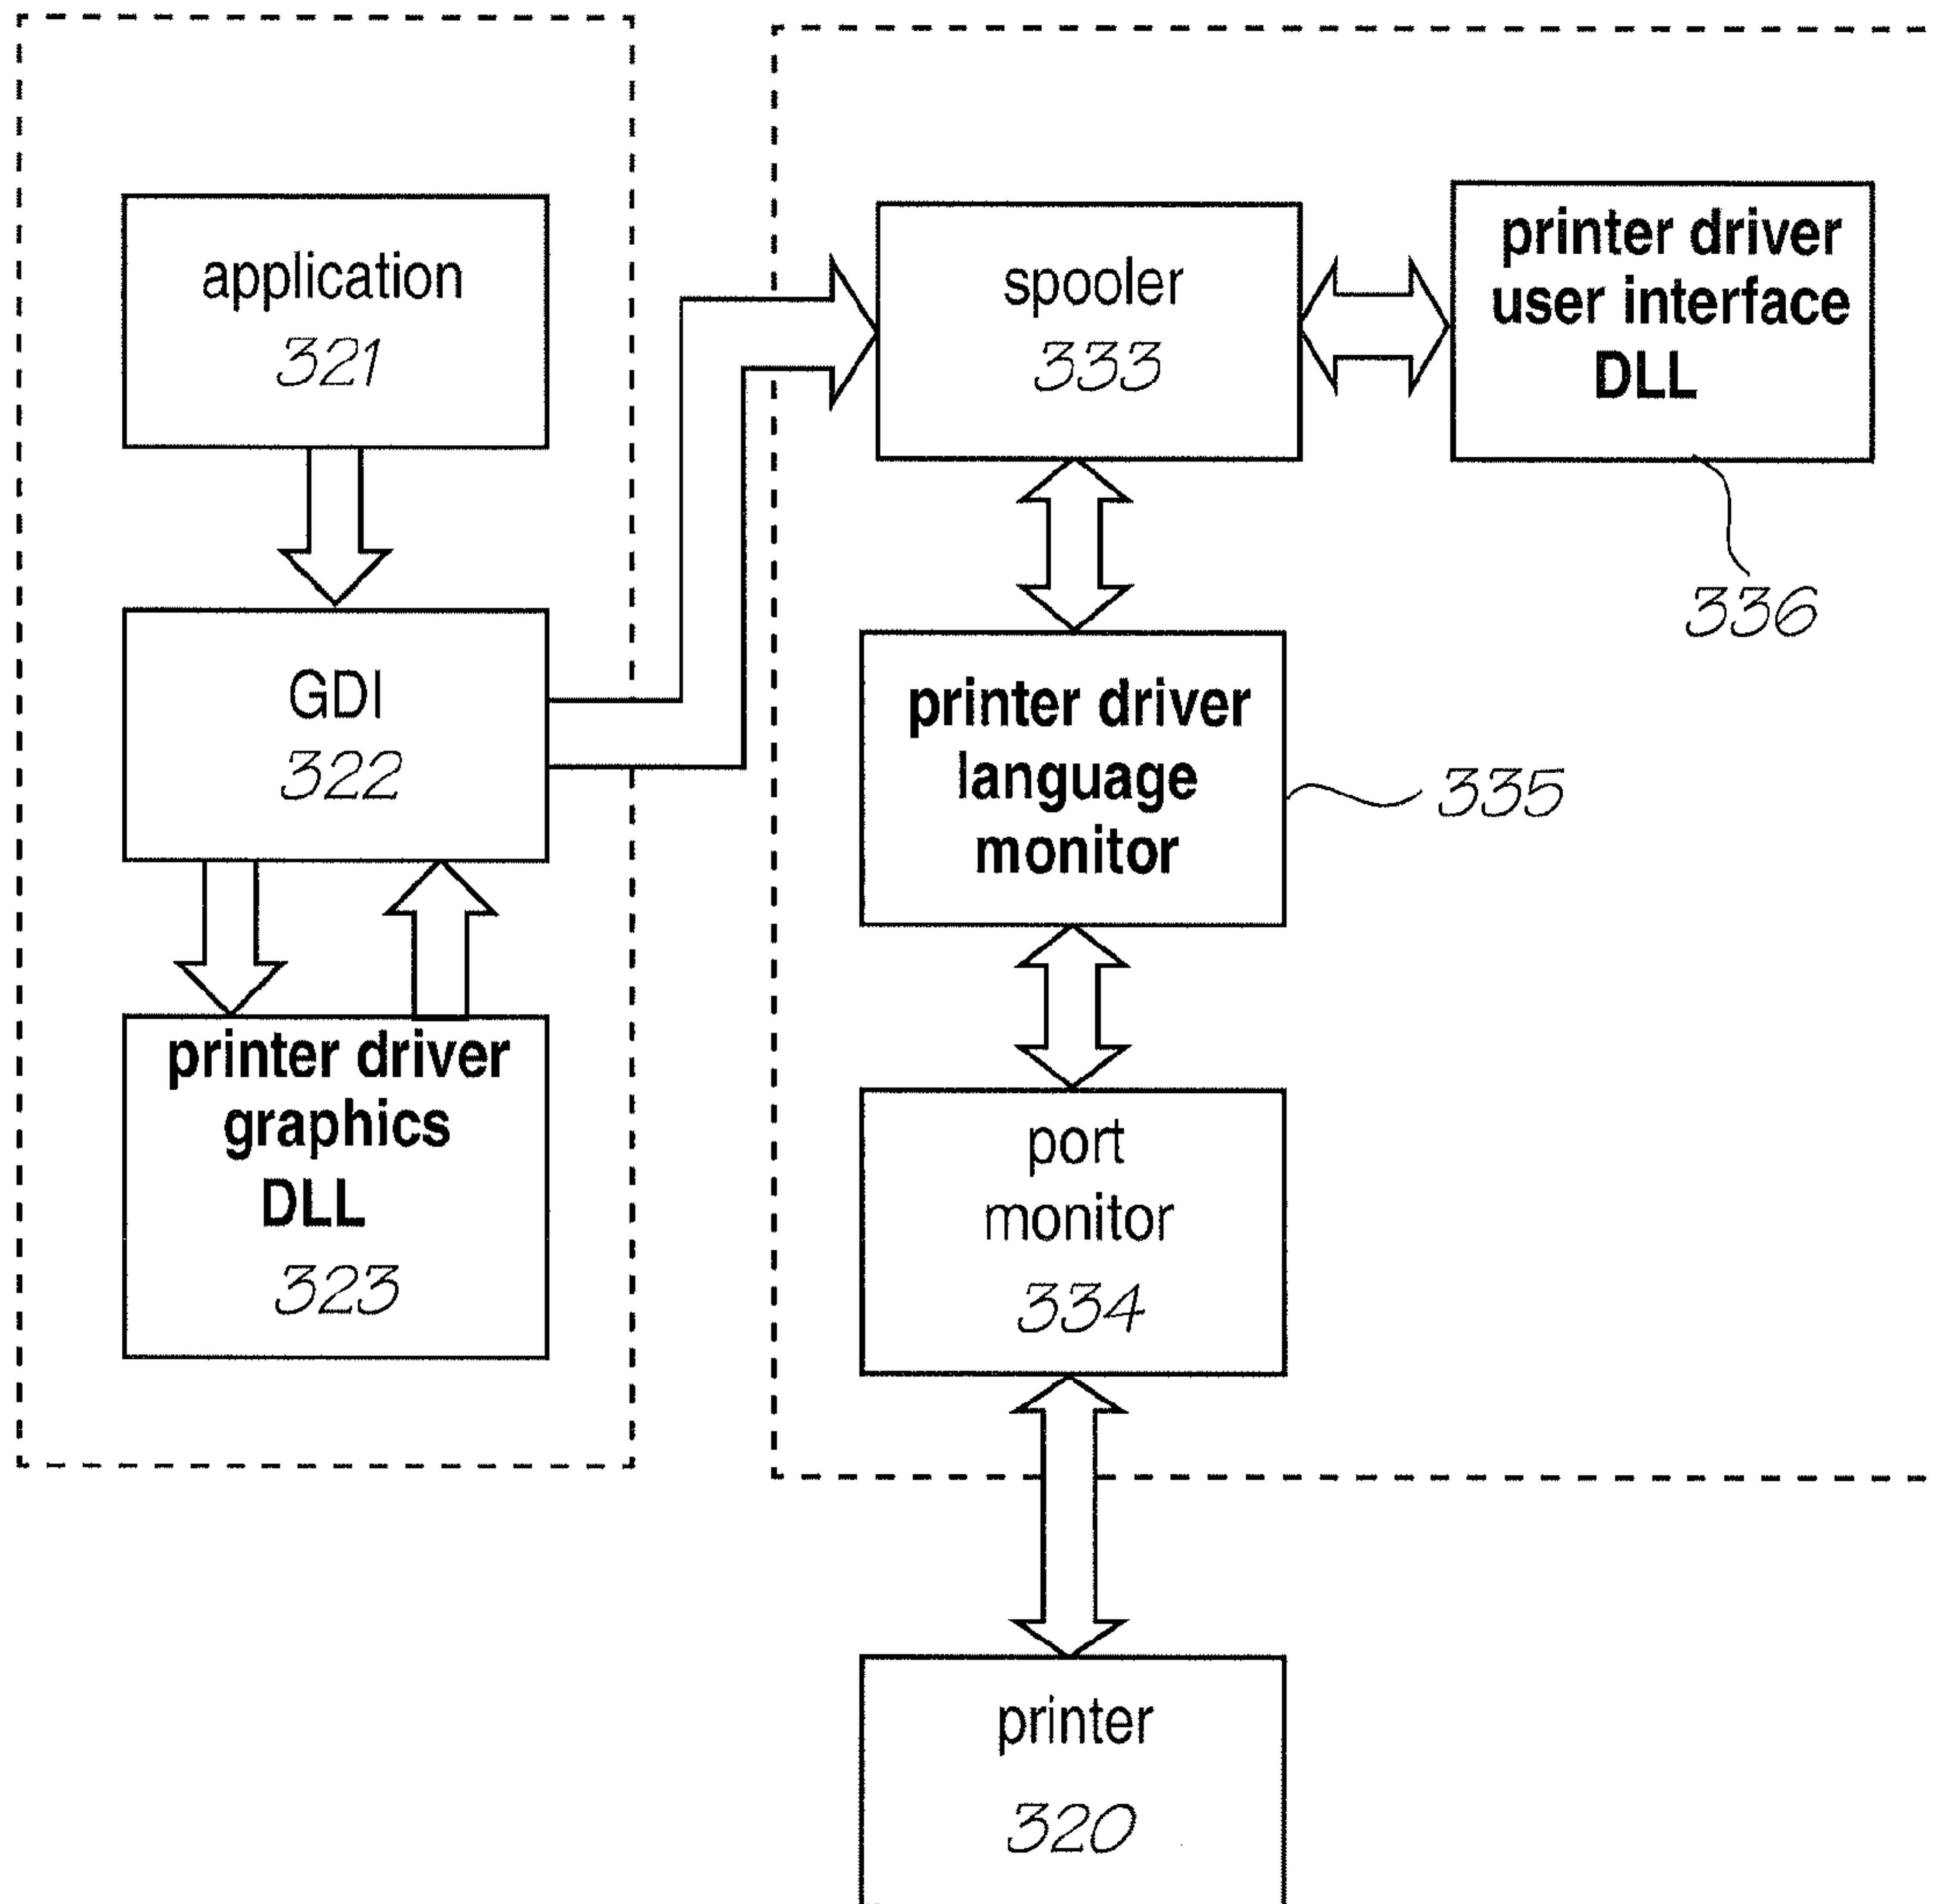 application
321
GDI
322
printer driver
graphics
DLL
323
spooler
333
printer driver
user interface
DLL
336
printer driver
language
monitor
335
port
monitor
334
printer
320